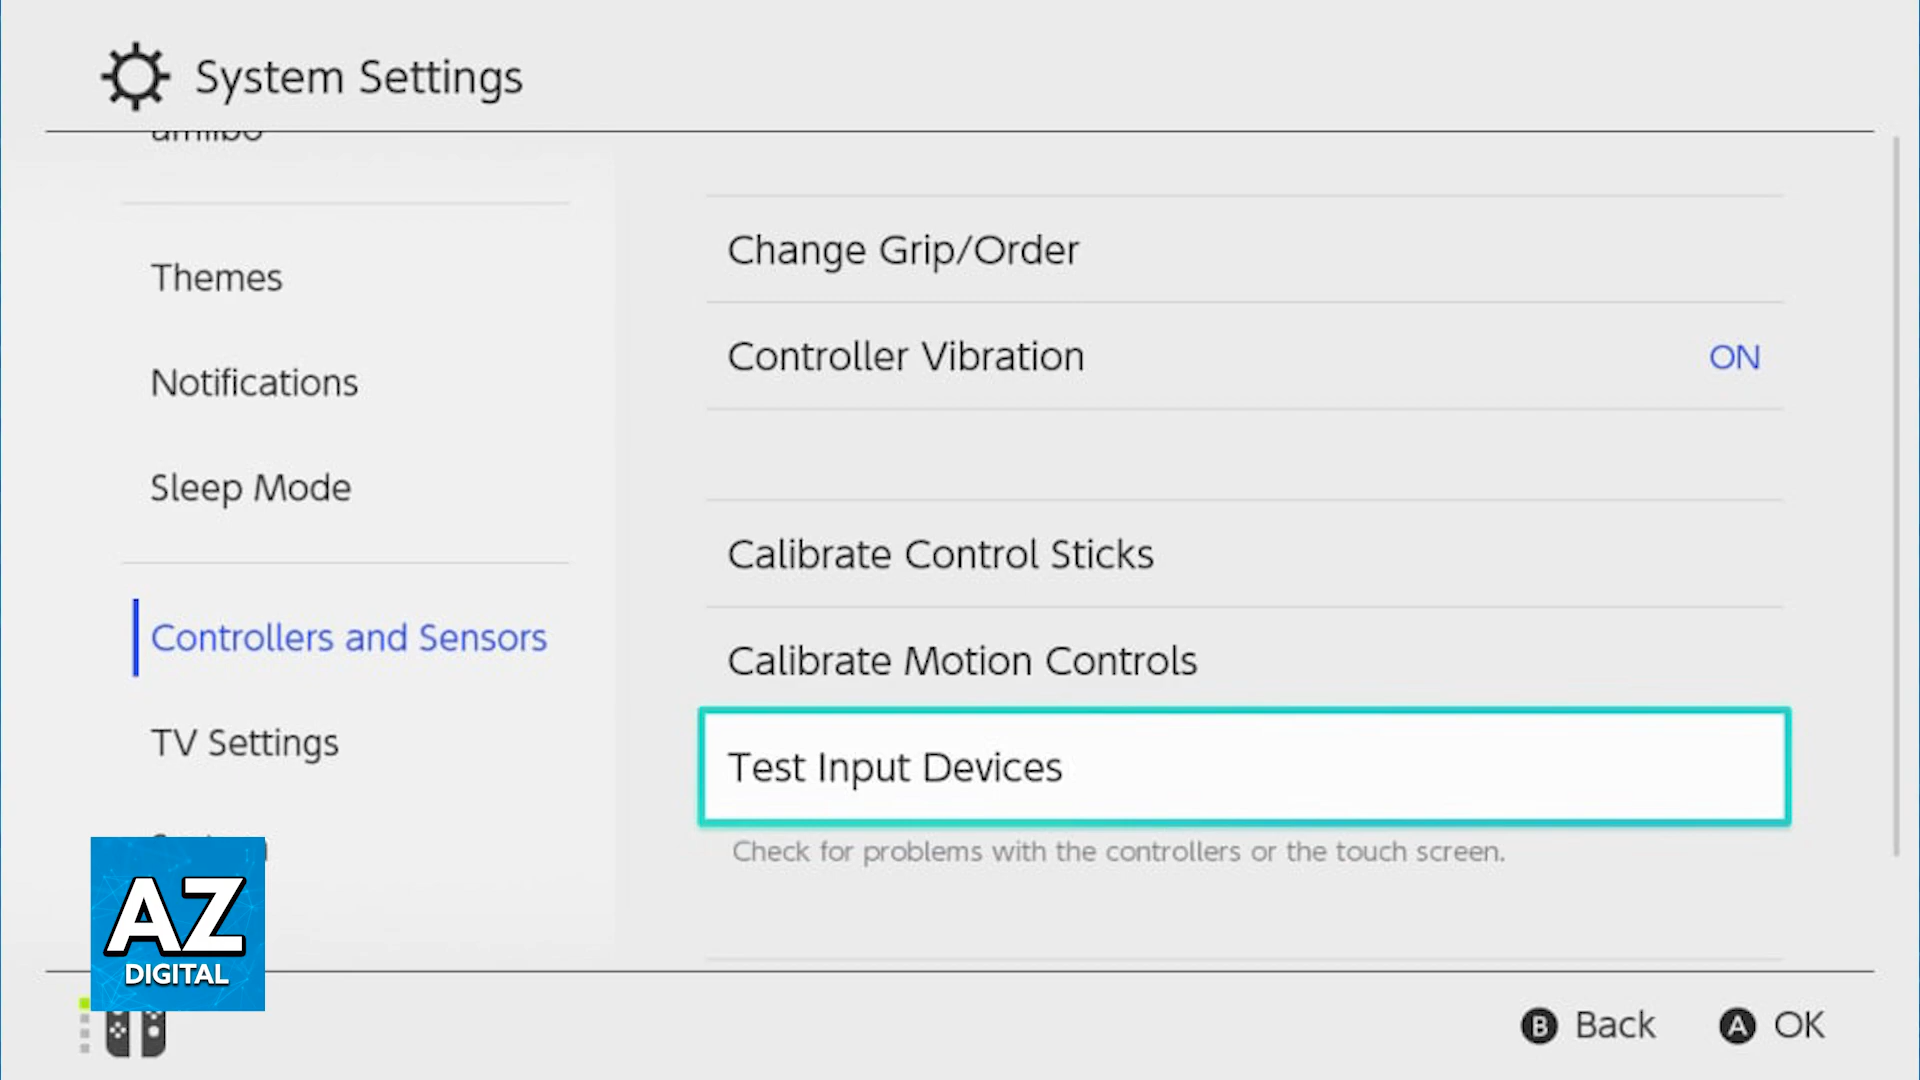 System Settings
amiibo
Themes
Notifications
Sleep Mode
Controllers and Sensors
TV Settings
Change Grip/Order
Controller Vibration ON
Calibrate Control Sticks
Calibrate Motion Controls
Test Input Devices
Check for problems with the controllers or the touch screen.
AZ
DIGITAL
B Back A OK